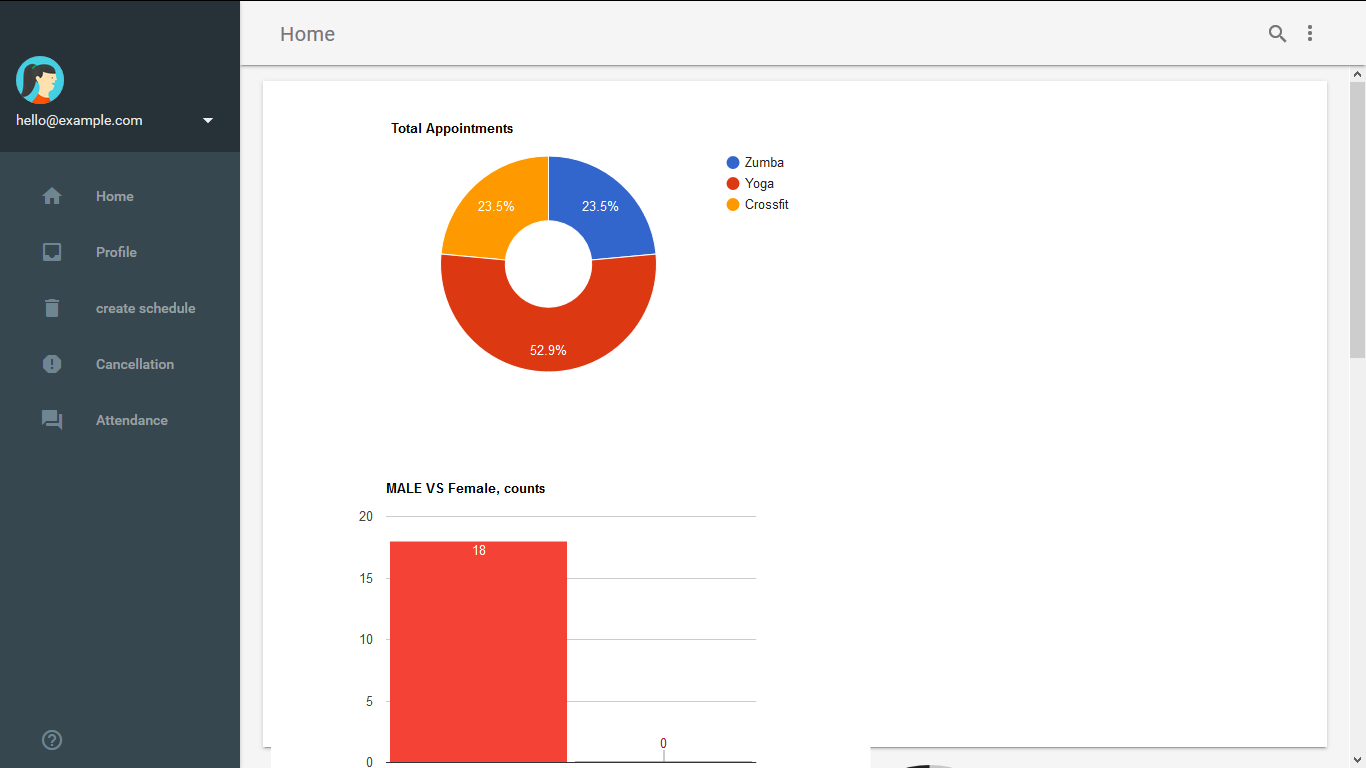 Home
hello@example.com
Home
Profile
create schedule
Cancellation
Attendance
Total Appointments
Zumba
Yoga
Crossfit
23.5%
23.5%
52.9%
MALE VS Female, counts
20
18
15
10
5
0
0